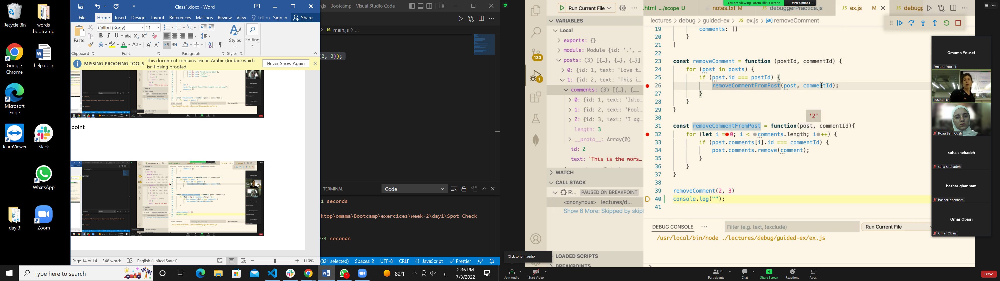 Recycle Bin
words bootcamp
Google Chrome
help.docx
Microsoft Edge
TeamViewer
Slack
WhatsApp
day 3
Zoom
Class1.docx - Word
File Home Insert Design Layout References Mailings Review View Tell m Sign in Share
Calibri (Body) 11
Paste
Styles
Editing
Clipboard Font Paragraph Styles
MISSING PROOFING TOOLS This document contains text in Arabic (Jordan) which isn't being proofed. Never Show Again
point
Page 14 of 14 348 words English (United States) 110%
.js - Bootcamp - Visual Studio Code
JS main.js > ...
2, 3));
TERMINAL Code
1 seconds
ktop\omama\Bootcamp\exercices\week-2\day1\Spot Check
74 seconds
(821 selected) Spaces: 2 UTF-8 CRLF {} JavaScript Prettier
Type here to search
82°F
ع
2:36 PM
7/3/2022
You are viewing Lotem Hiki's screen View Options
View
Run Current File
.html .../scope U notes.txt M debuggerPractice.js JS ex.js M JS debugg
lectures > debug > guided-ex > JS ex.js > removeComment
VARIABLES
Local
exports: {}
module: Module {id: '.', …
posts: (3) [{…}, {…}, {…}]
0: {id: 1, text: 'Love t…
1: {id: 2, text: 'This i…
comments: (3) [{…}, {…
0: {id: 1, text: 'Idio…
1: {id: 2, text: 'Fool…
2: {id: 3, text: 'I ag…
length: 3
__proto__: Array(0)
id: 2
text: 'This is the wors…
WATCH
CALL STACK
130
1
R… PAUSED ON BREAKPOINT
<anonymous> lectures/d...
Show 6 More: Skipped by skip
LOADED SCRIPTS
BREAKPOINTS
19 comments: []
20 }
21 ]
22
23 const removeComment = function (postId, commentId) {
24 for (post in posts) {
25 if (post.id === postId) {
26 removeCommentFromPost(post, commentId);
27 }
28 }
29 }
30
'2'
31 const removeCommentFromPost = function(post, commentId){
32 for (let i = 0; i < comments.length; i++) {
33 if (post.comments[i].id === commentId) {
34 post.comments.remove(comment);
35 }
36 }
37 }
38
39 removeComment(2, 3)
40 console.log("");
41
DEBUG CONSOLE Filter (e.g. text, !exclude) Run Current File
/usr/local/bin/node ./lectures/debug/guided-ex/ex.js
Omama Yousef
Omama Yousef
Lotem Hiki
Roaa Bani odeh
suha shehadeh
suha shehadeh
bashar ghannam
bashar ghannam
Omar Obaisi
Omar Obaisi
Click to join audio
Join Audio Start Video Participants 8 Chat Share Screen Reactions Apps Leave